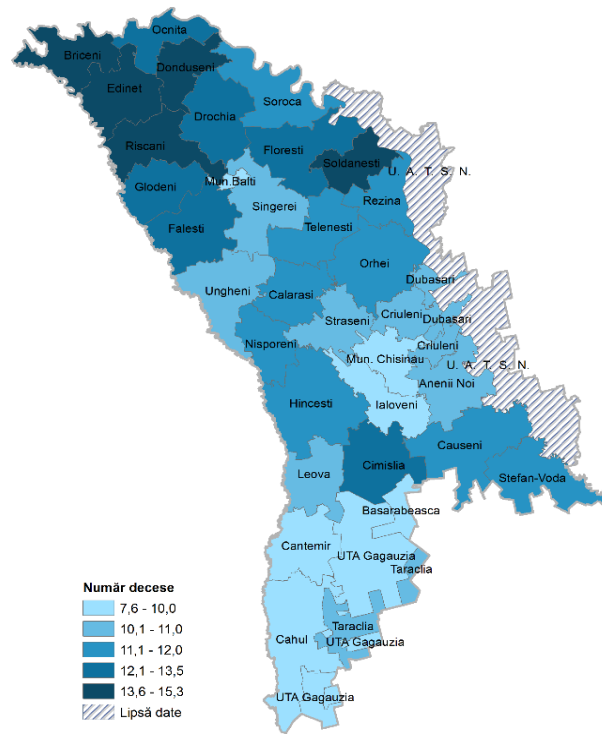 Ocnita
Briceni
Donduseni
Edinet
Soroca
Drochia
Riscani
Floresti
Soldanesti
U. A. T. S. N.
Mun.Balti
Glodeni
Rezina
Singerei
Telenesti
Falesti
Orhei
Dubasari
Ungheni
Calarasi
Criuleni
Straseni
Dubasari
Nisporeni
Criuleni
Mun. Chisinau
U. A. T. S. N.
Anenii Noi
Hincesti
Ialoveni
Causeni
Cimislia
Leova
Stefan-Voda
Basarabeasca
Cantemir
UTA Gagauzia
Taraclia
Număr decese
7,6 - 10,0
10,1 - 11,0
11,1 - 12,0
12,1 - 13,5
13,6 - 15,3
Lipsă date
Taraclia
Cahul
UTA Gagauzia
UTA Gagauzia